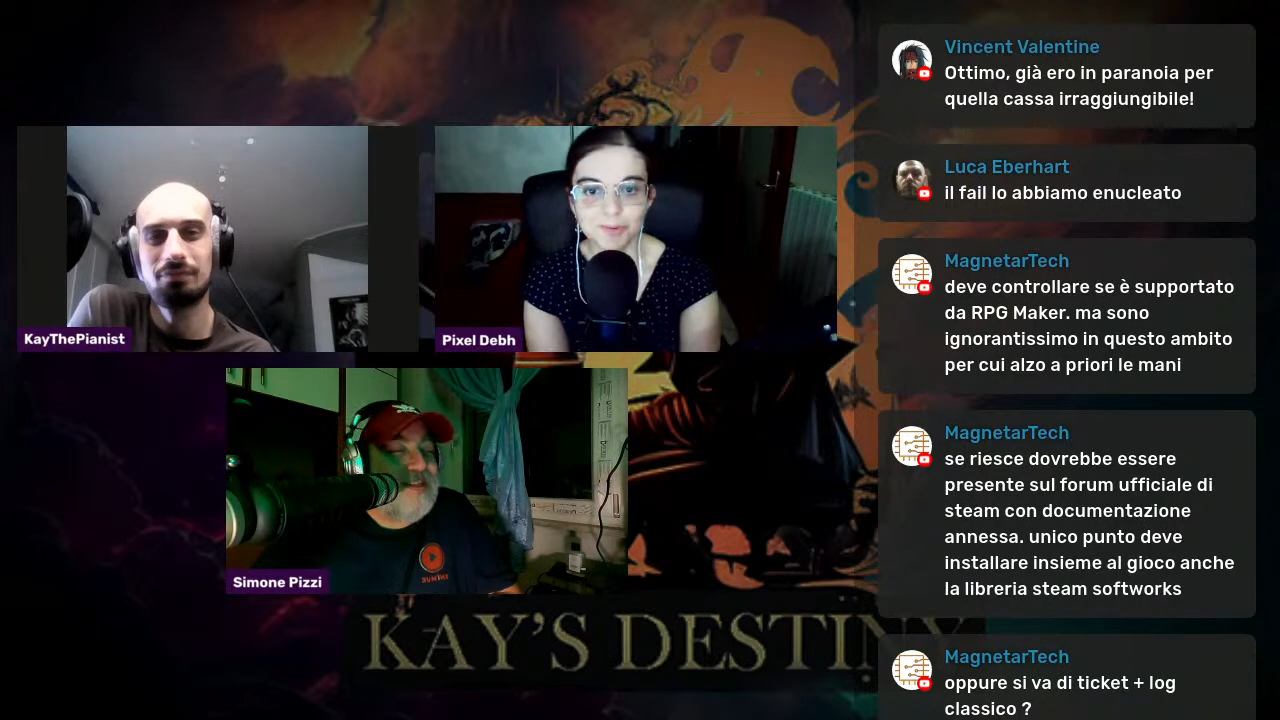 Vincent Valentine
Ottimo, già ero in paranoia per
quella cassa irraggiungibile!
Luca Eberhart
il fail lo abbiamo enucleato
MagnetarTech
deve controllare se è supportato
da RPG Maker. ma sono
ignorantissimo in questo ambito
per cui alzo a priori le mani
MagnetarTech
se riesce dovrebbe essere
presente sul forum ufficiale di
steam con documentazione
annessa. unico punto deve
installare insieme al gioco anche
la libreria steam softworks
MagnetarTech
oppure si va di ticket + log
classico ?
KayThePianist
Pixel Debh
Simone Pizzi
KAY'S DESTINY